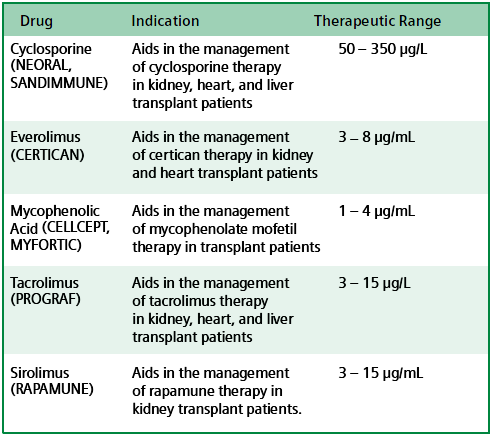 Drug Indication Therapeutic Range
Cyclosporine Aids in the management 50 – 350 µg/L
(NEORAL, of cyclosporine therapy
SANDIMMUNE) in kidney, heart, and liver
transplant patients
Everolimus Aids in the management 3 – 8 µg/mL
(CERTICAN) of certican therapy in kidney
and heart transplant patients
Mycophenolic Aids in the management 1 – 4 µg/mL
Acid (CELLCEPT, of mycophenolate mofetil
MYFORTIC) therapy in transplant patients
Tacrolimus Aids in the management 3 – 15 µg/L
(PROGRAF) of tacrolimus therapy
in kidney, heart, and liver
transplant patients
Sirolimus Aids in the management 3 – 15 µg/mL
(RAPAMUNE) of rapamune therapy in
kidney transplant patients.